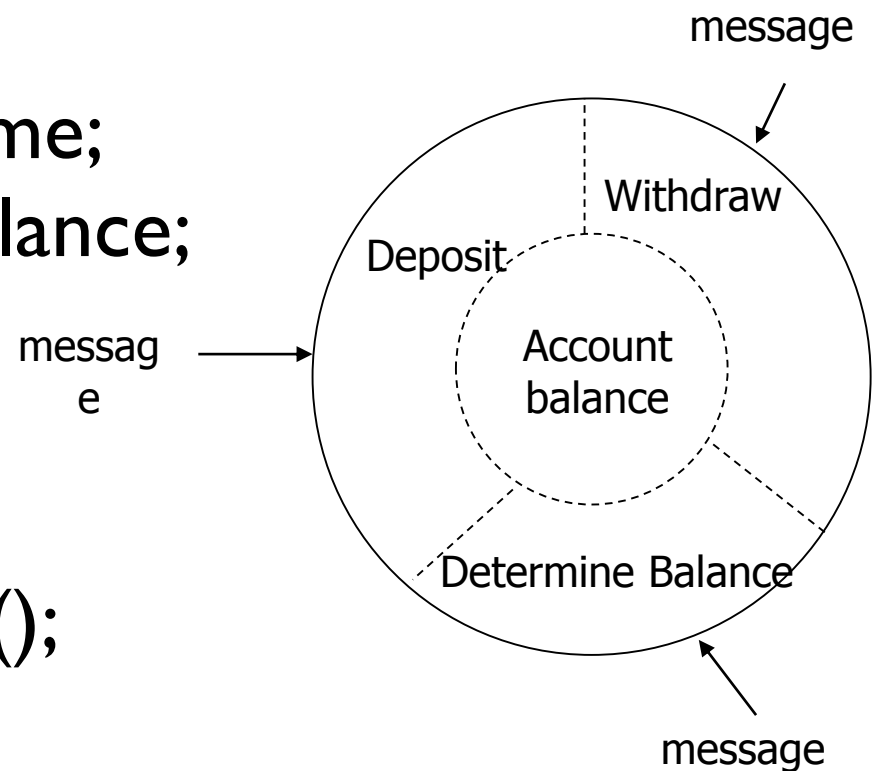 me;
lance;
();
message
Withdraw
Deposit
messag
e
Account
balance
Determine Balance
message